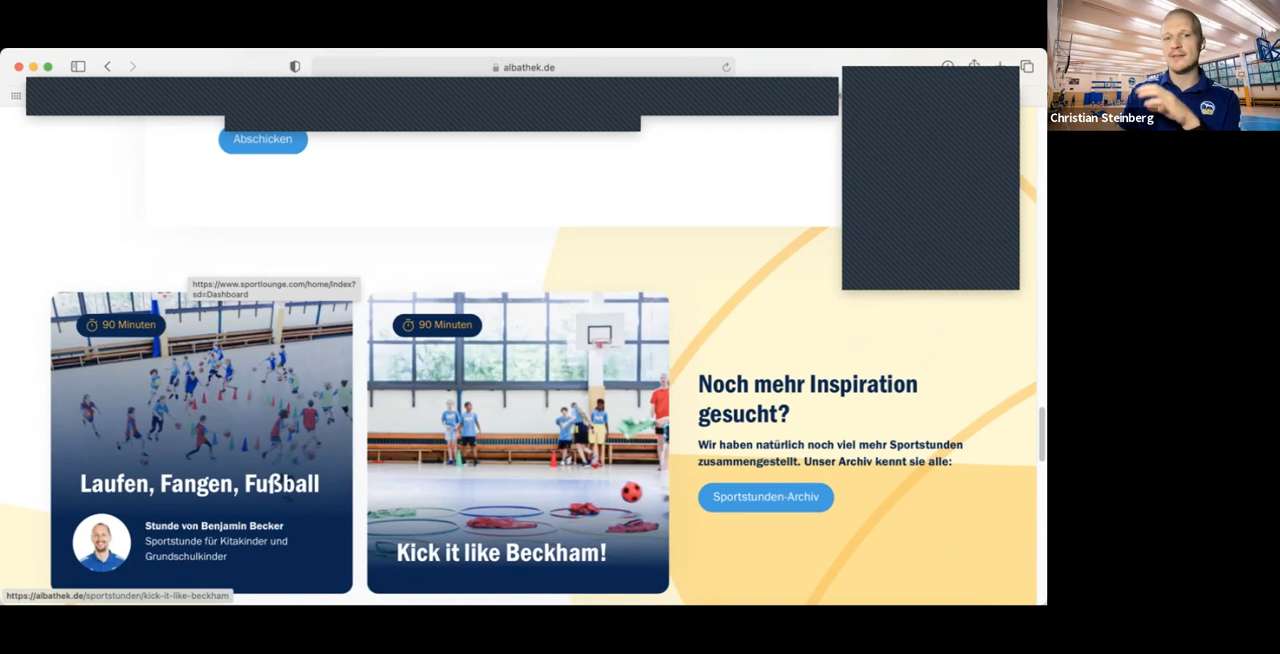 albathek.de
Abschicken
https://www.sportlounge.com/home/Index?
sd=Dashboard
90 Minuten
Laufen, Fangen, Fußball
Stunde von Benjamin Becker
Sportstunde für Kitakinder und
Grundschulkinder
90 Minuten
Kick it like Beckham!
Noch mehr Inspiration
gesucht?
Wir haben natürlich noch viel mehr Sportstunden
zusammengestellt. Unser Archiv kennt sie alle:
Sportstunden-Archiv
https://albathek.de/sportstunden/kick-it-like-beckham
Christian Steinberg